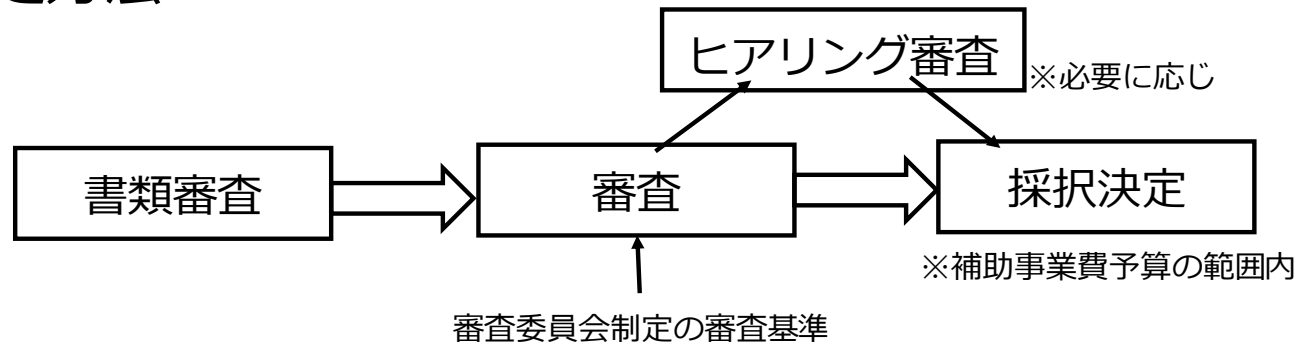 ヒアリング審査
※必要に応じ
書類審査
審査
採択決定
※補助事業費予算の範囲内
審査委員会制定の審査基準